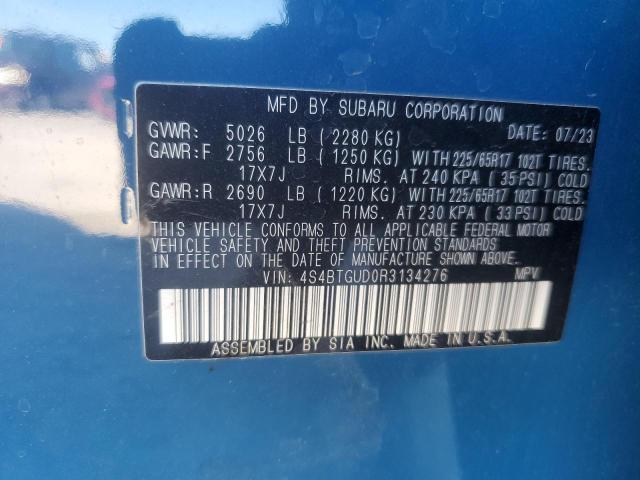 MFD BY SUBARU CORPORATION
GVWR: 5026 LB ( 2280 KG) DATE: 07/23
GAWR:F 2756 LB ( 1250 KG) WITH 225/65R17 102T TIRES.
17X7J RIMS. AT 240 KPA ( 35 PSI) COLD
GAWR:R 2690 LB ( 1220 KG) WITH 225/65R17 102T TIRES.
17X7J RIMS. AT 230 KPA ( 33 PSI) COLD
THIS VEHICLE CONFORMS TO ALL APPLICABLE FEDERAL MOTOR
VEHICLE SAFETY AND THEFT PREVENTION STANDARDS
IN EFFECT ON THE DATE OF MANUFACTURE SHOWN ABOVE.
VIN: 4S4BTGUD0R3134276 MPV
ASSEMBLED BY SIA INC. MADE IN U.S.A.